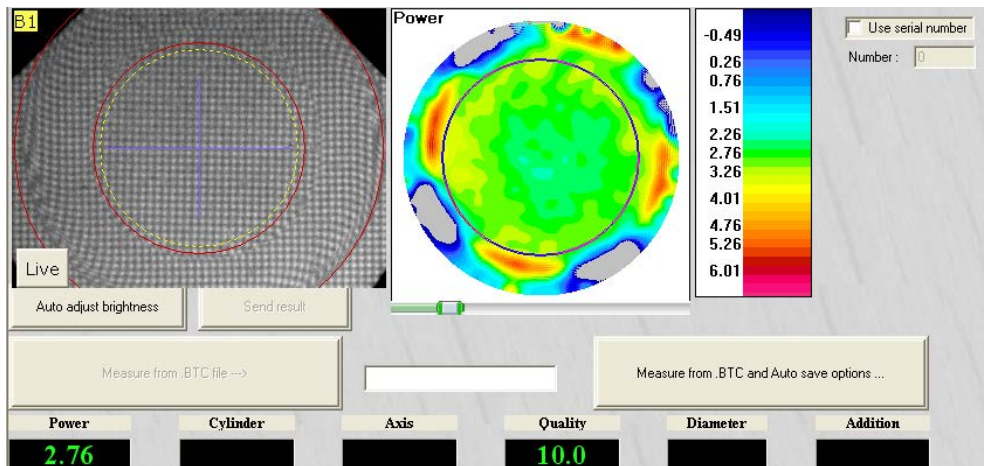 B1
Power
-0.49
0.26
0.76
1.51
2.26
2.76
3.26
4.01
4.76
5.26
6.01
Use serial number
Number :
0
Live
Auto adjust brightness
Send result
Measure from .BTC file --->
Measure from .BTC and Auto save options ...
Power Cylinder Axis Quality Diameter Addition
2.76 10.0